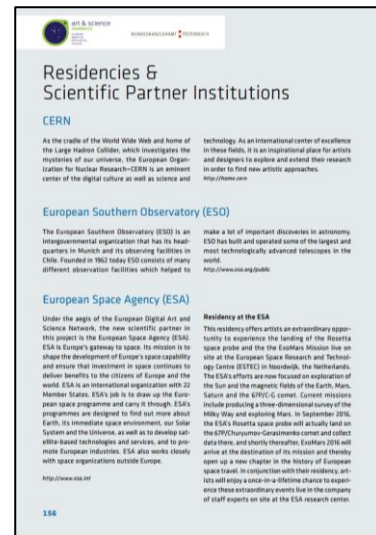 art & science
BUNDESKANZLERAMT ÖSTERREICH
Residencies &
Scientific Partner Institutions
CERN
As the cradle of the World Wide Web and home of
the Large Hadron Collider, which investigates the
mysteries of our universe, the European Organ-
ization for Nuclear Research–CERN is an eminent
center of the digital culture as well as science and
technology. As an international center of excellence
in these fields, it is an inspirational place for artists
and designers to explore and extend their research
in order to find new artistic approaches.
http://home.cern
European Southern Observatory (ESO)
The European Southern Observatory (ESO) is an
intergovernmental organization that has its head-
quarters in Munich and its observing facilities in
Chile. Founded in 1962 today ESO consists of many
different observation facilities which helped to
make a lot of important discoveries in astronomy.
ESO has built and operated some of the largest and
most technologically advanced telescopes in the
world.
http://www.eso.org/public
European Space Agency (ESA)
Under the aegis of the European Digital Art and
Science Network, the new scientific partner in
this project is the European Space Agency (ESA).
ESA is Europe's gateway to space. Its mission is to
shape the development of Europe's space capability
and ensure that investment in space continues to
deliver benefits to the citizens of Europe and the
world. ESA is an international organization with 22
Member States. ESA's job is to draw up the Euro-
pean space programme and carry it through. ESA's
programmes are designed to find out more about
Earth, its immediate space environment, our Solar
System and the Universe, as well as to develop sat-
ellite-based technologies and services, and to pro-
mote European industries. ESA also works closely
with space organizations outside Europe.
http://www.esa.int
Residency at the ESA
This residency offers artists an extraordinary oppor-
tunity to experience the landing of the Rosetta
space probe and the the ExoMars Mission live on
site at the European Space Research and Technol-
ogy Centre (ESTEC) in Noordwijk, the Netherlands.
The ESA's efforts are now focused on exploration of
the Sun and the magnetic fields of the Earth, Mars,
Saturn and the 67P/C-G comet. Current missions
include producing a three-dimensional survey of the
Milky Way and exploring Mars. In September 2016,
the ESA's Rosetta space probe will actually land on
the 67P/Churyumov-Gerasimenko comet and collect
data there, and shortly thereafter, ExoMars 2016 will
arrive at the destination of its mission and thereby
open up a new chapter in the history of European
space travel. In conjunction with their residency, art-
ists will enjoy a once-in-a-lifetime chance to experi-
ence these extraordinary events live in the company
of staff experts on site at the ESA research center.
156